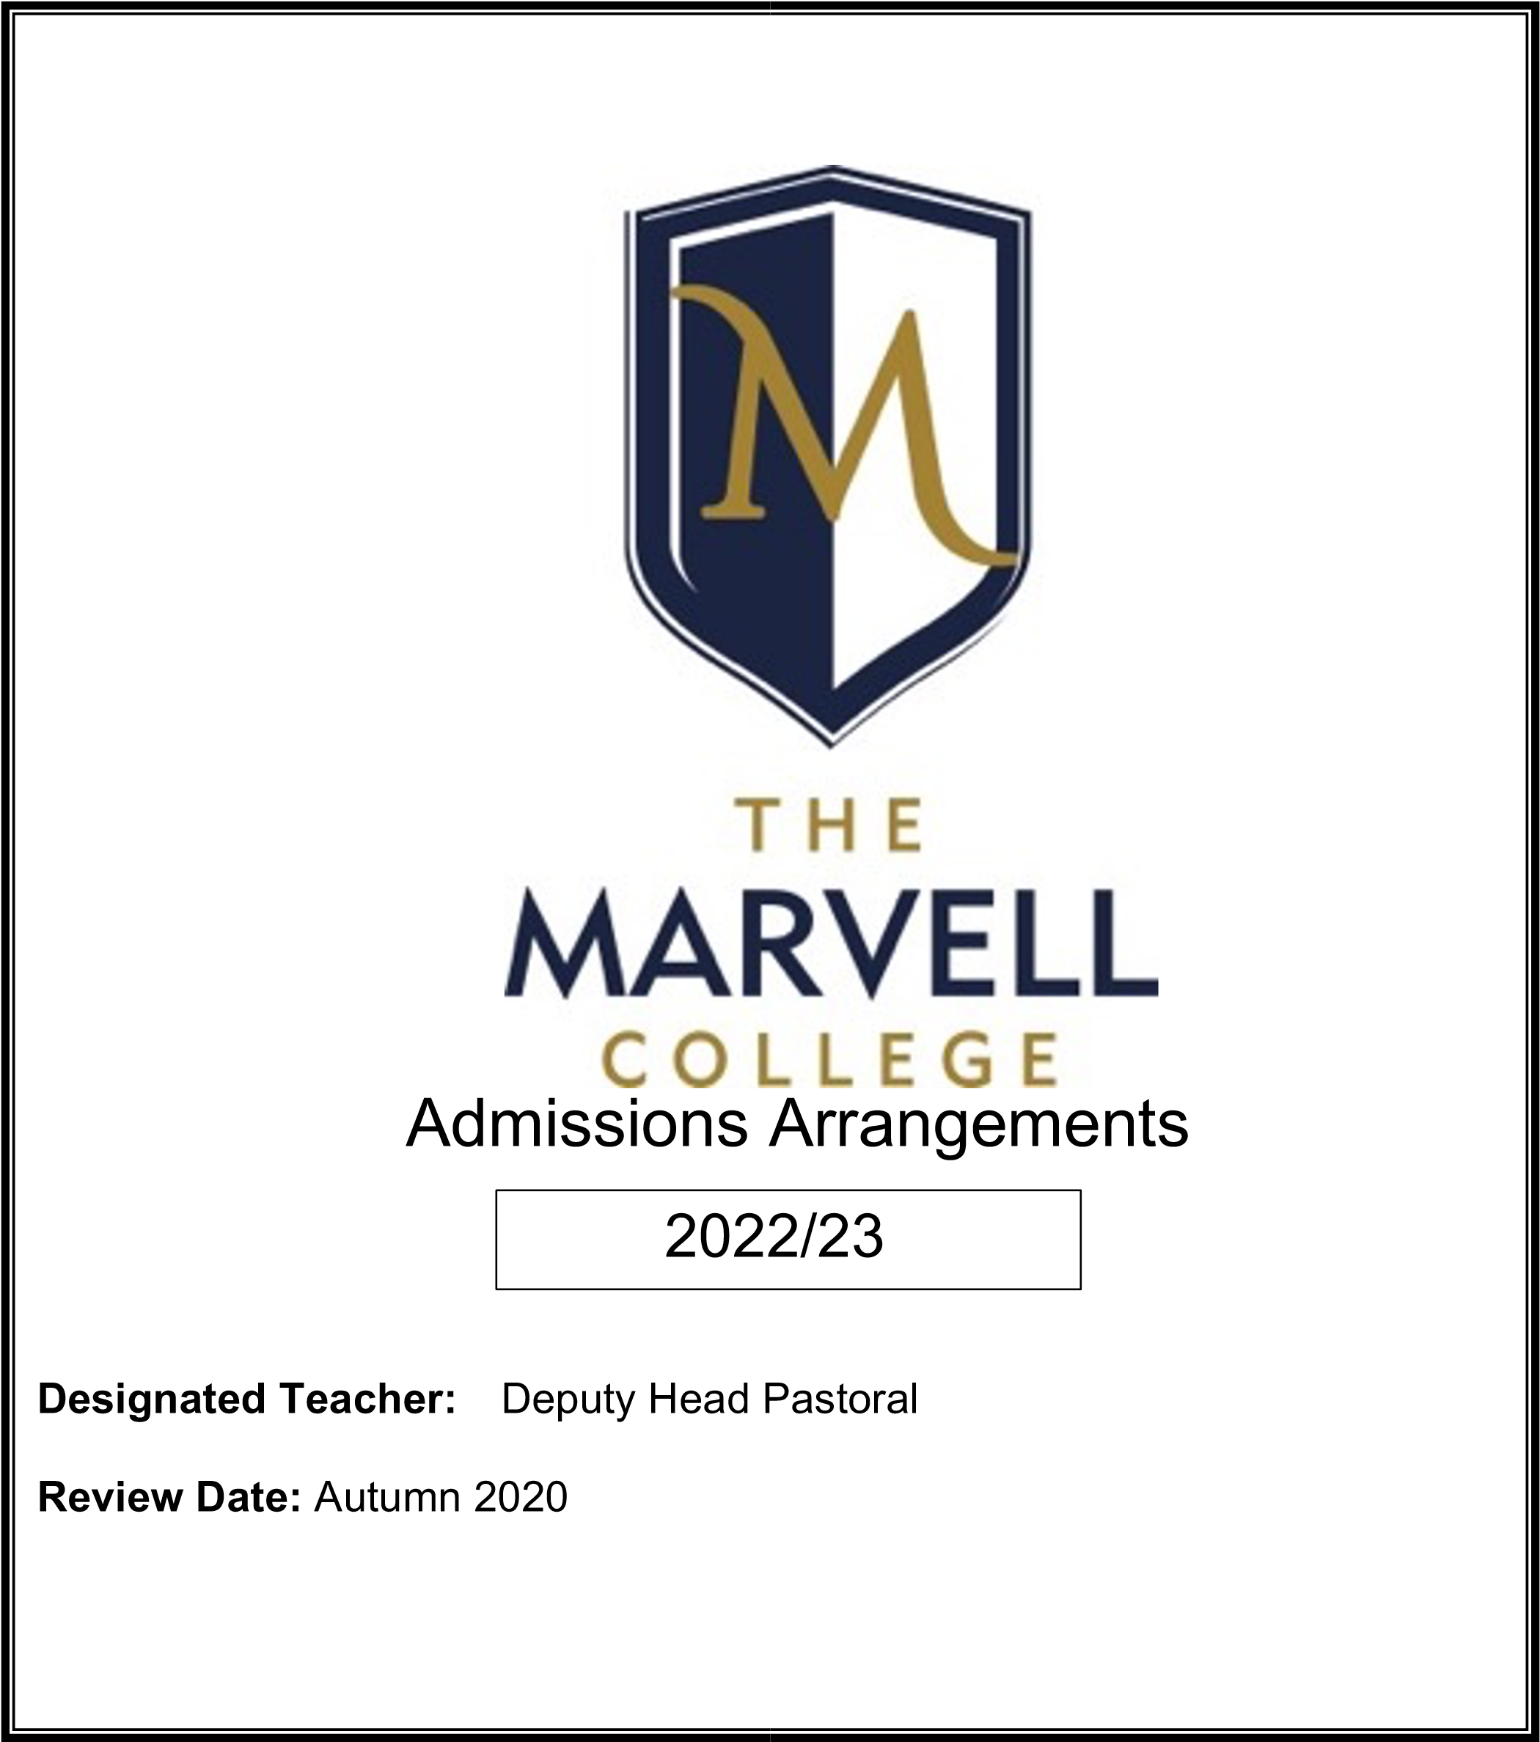 M
THE
MARVELL
COLLEGE
Admissions Arrangements
2022/23
Designated Teacher: Deputy Head Pastoral
Review Date: Autumn 2020